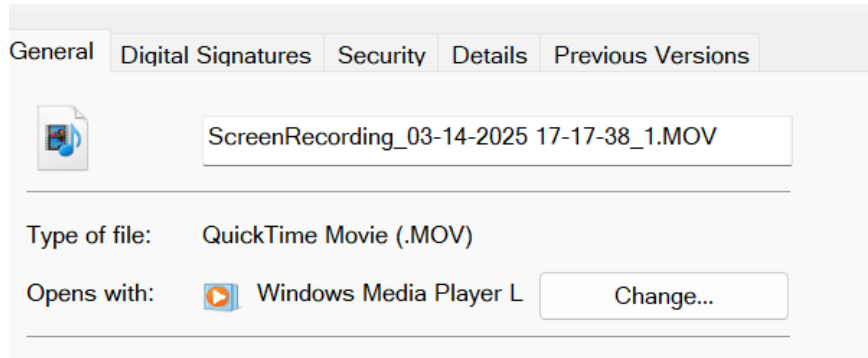 General Digital Signatures Security Details Previous Versions
ScreenRecording_03-14-2025 17-17-38_1.MOV
Type of file: QuickTime Movie (.MOV)
Opens with: Windows Media Player L Change...